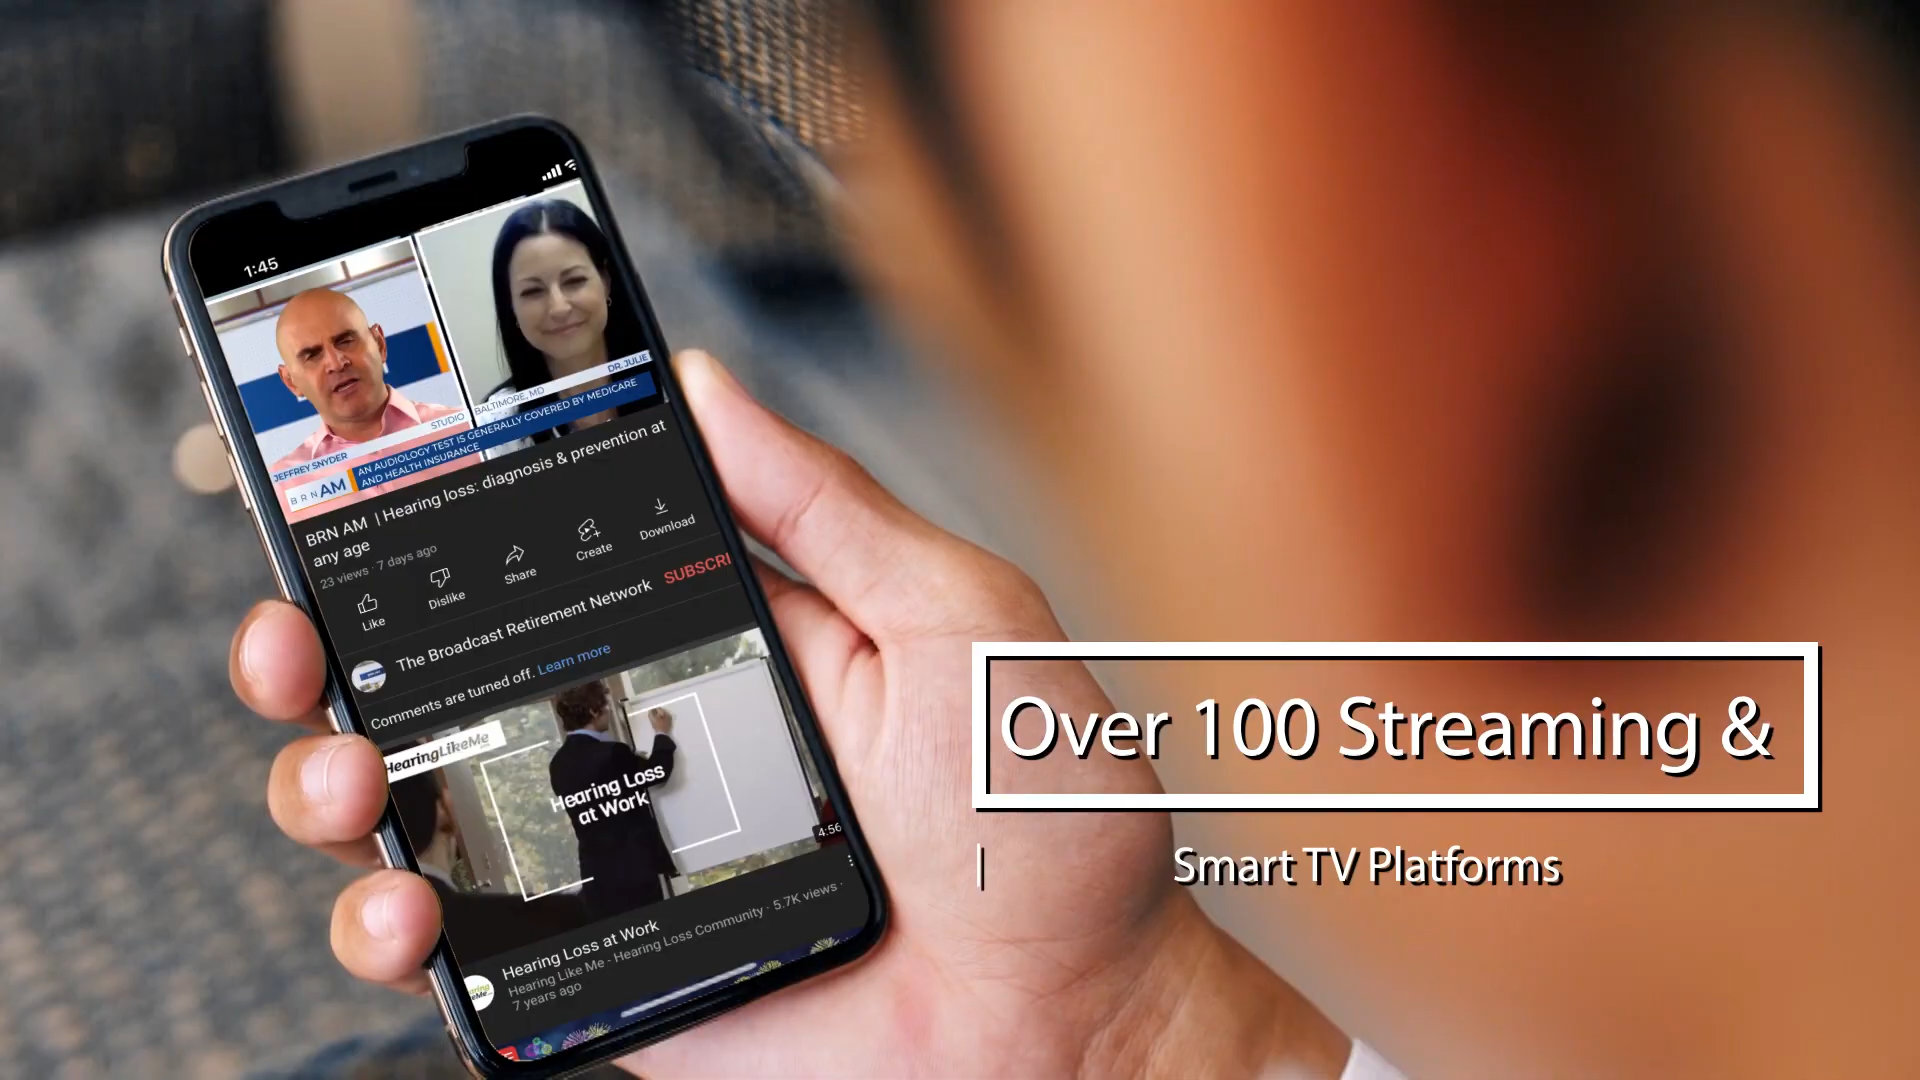 1:45
STUDIO
JEFFREY SNYDER
BALTIMORE, MD
DR. JULIE
BRN AM
AN AUDIOLOGY TEST IS GENERALLY COVERED BY MEDICARE
AND HEALTH INSURANCE
BRN AM | Hearing loss: diagnosis & prevention at
any age
23 views · 7 days ago
Like
Dislike
Share
Create
Download
The Broadcast Retirement Network
SUBSCRI
Comments are turned off. Learn more
HearingLikeMe
Hearing Loss
at Work
4:56
Hearing Loss at Work
Hearing Like Me - Hearing Loss Community · 5.7K views ·
7 years ago
Over 100 Streaming &
| Smart TV Platforms